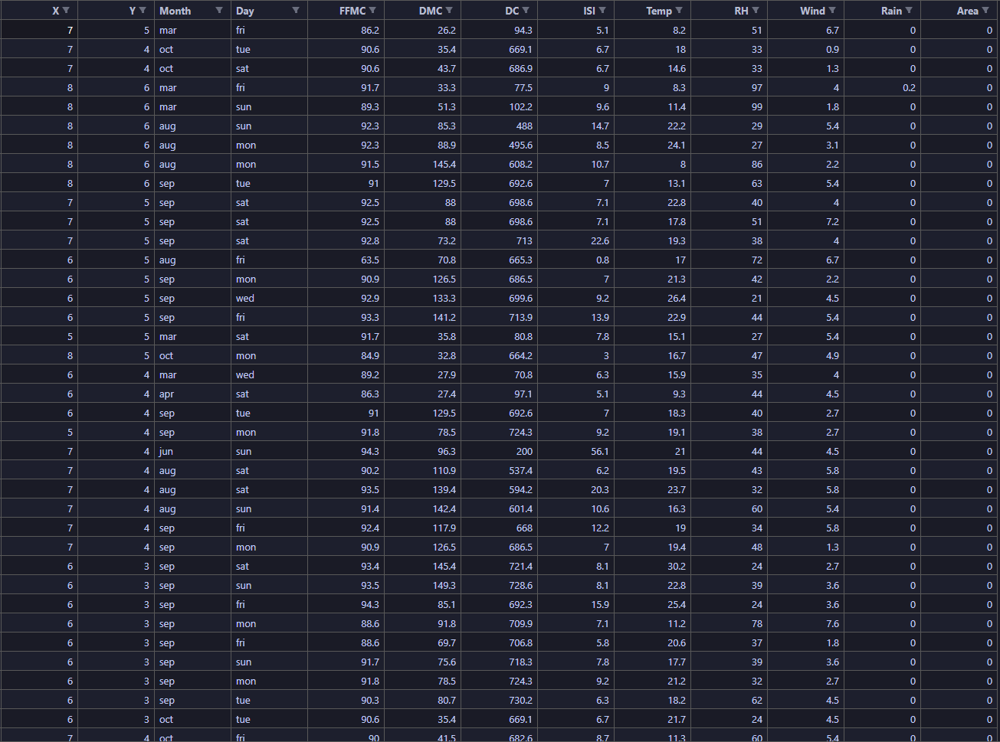 X Y Month Day FFMC DMC DC ISI Temp RH Wind Rain Area
7 5 mar fri 86.2 26.2 94.3 5.1 8.2 51 6.7 0 0
7 4 oct tue 90.6 35.4 669.1 6.7 18 33 0.9 0 0
7 4 oct sat 90.6 43.7 686.9 6.7 14.6 33 1.3 0 0
8 6 mar fri 91.7 33.3 77.5 9 8.3 97 4 0.2 0
8 6 mar sun 89.3 51.3 102.2 9.6 11.4 99 1.8 0 0
8 6 aug sun 92.3 85.3 488 14.7 22.2 29 5.4 0 0
8 6 aug mon 92.3 88.9 495.6 8.5 24.1 27 3.1 0 0
8 6 aug mon 91.5 145.4 608.2 10.7 8 86 2.2 0 0
8 6 sep tue 91 129.5 692.6 7 13.1 63 5.4 0 0
7 5 sep sat 92.5 88 698.6 7.1 22.8 40 4 0 0
7 5 sep sat 92.5 88 698.6 7.1 17.8 51 7.2 0 0
7 5 sep sat 92.8 73.2 713 22.6 19.3 38 4 0 0
6 5 aug fri 63.5 70.8 665.3 0.8 17 72 6.7 0 0
6 5 sep mon 90.9 126.5 686.5 7 21.3 42 2.2 0 0
6 5 sep wed 92.9 133.3 699.6 9.2 26.4 21 4.5 0 0
6 5 sep fri 93.3 141.2 713.9 13.9 22.9 44 5.4 0 0
5 5 mar sat 91.7 35.8 80.8 7.8 15.1 27 5.4 0 0
8 5 oct mon 84.9 32.8 664.2 3 16.7 47 4.9 0 0
6 4 mar wed 89.2 27.9 70.8 6.3 15.9 35 4 0 0
6 4 apr sat 86.3 27.4 97.1 5.1 9.3 44 4.5 0 0
6 4 sep tue 91 129.5 692.6 7 18.3 40 2.7 0 0
5 4 sep mon 91.8 78.5 724.3 9.2 19.1 38 2.7 0 0
7 4 jun sun 94.3 96.3 200 56.1 21 44 4.5 0 0
7 4 aug sat 90.2 110.9 537.4 6.2 19.5 43 5.8 0 0
7 4 aug sat 93.5 139.4 594.2 20.3 23.7 32 5.8 0 0
7 4 aug sun 91.4 142.4 601.4 10.6 16.3 60 5.4 0 0
7 4 sep fri 92.4 117.9 668 12.2 19 34 5.8 0 0
7 4 sep mon 90.9 126.5 686.5 7 19.4 48 1.3 0 0
6 3 sep sat 93.4 145.4 721.4 8.1 30.2 24 2.7 0 0
6 3 sep sun 93.5 149.3 728.6 8.1 22.8 39 3.6 0 0
6 3 sep fri 94.3 85.1 692.3 15.9 25.4 24 3.6 0 0
6 3 sep mon 88.6 91.8 709.9 7.1 11.2 78 7.6 0 0
6 3 sep fri 88.6 69.7 706.8 5.8 20.6 37 1.8 0 0
6 3 sep sun 91.7 75.6 718.3 7.8 17.7 39 3.6 0 0
6 3 sep mon 91.8 78.5 724.3 9.2 21.2 32 2.7 0 0
6 3 sep tue 90.3 80.7 730.2 6.3 18.2 62 4.5 0 0
6 3 oct tue 90.6 35.4 669.1 6.7 21.7 24 4.5 0 0
7 4 oct fri 90 41.5 682.6 8.7 11.3 60 5.4 0 0